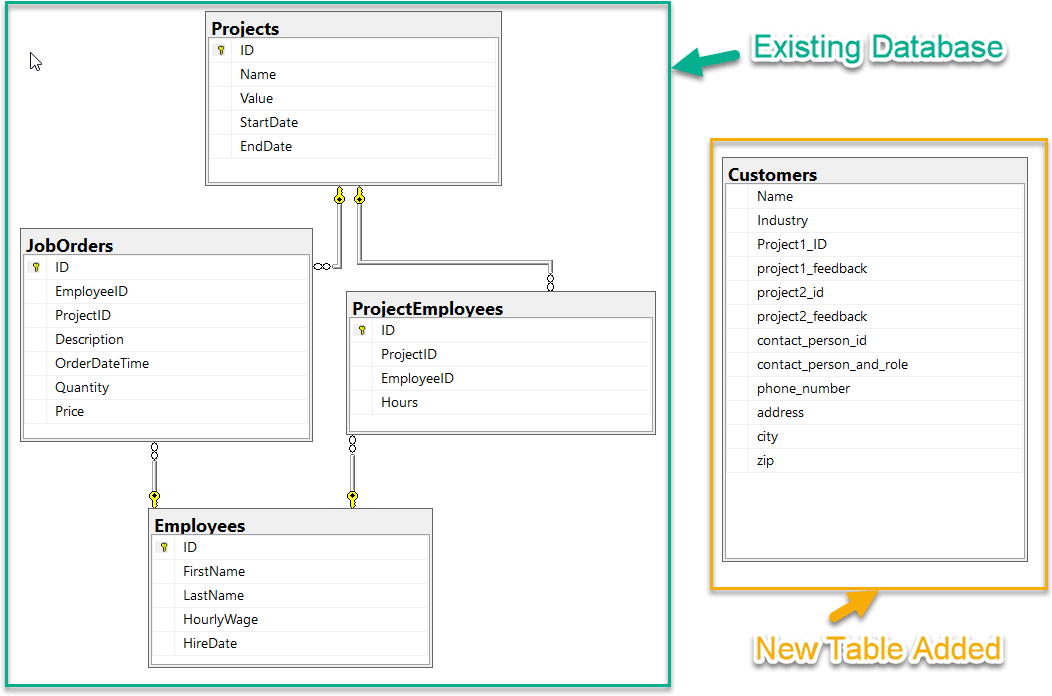 Projects
ID
Name
Value
StartDate
EndDate
Existing Database
JobOrders
ID
EmployeeID
ProjectID
Description
OrderDateTime
Quantity
Price
ProjectEmployees
ID
ProjectID
EmployeeID
Hours
Employees
ID
FirstName
LastName
HourlyWage
HireDate
Customers
Name
Industry
Project1_ID
project1_feedback
project2_id
project2_feedback
contact_person_id
contact_person_and_role
phone_number
address
city
zip
New Table Added